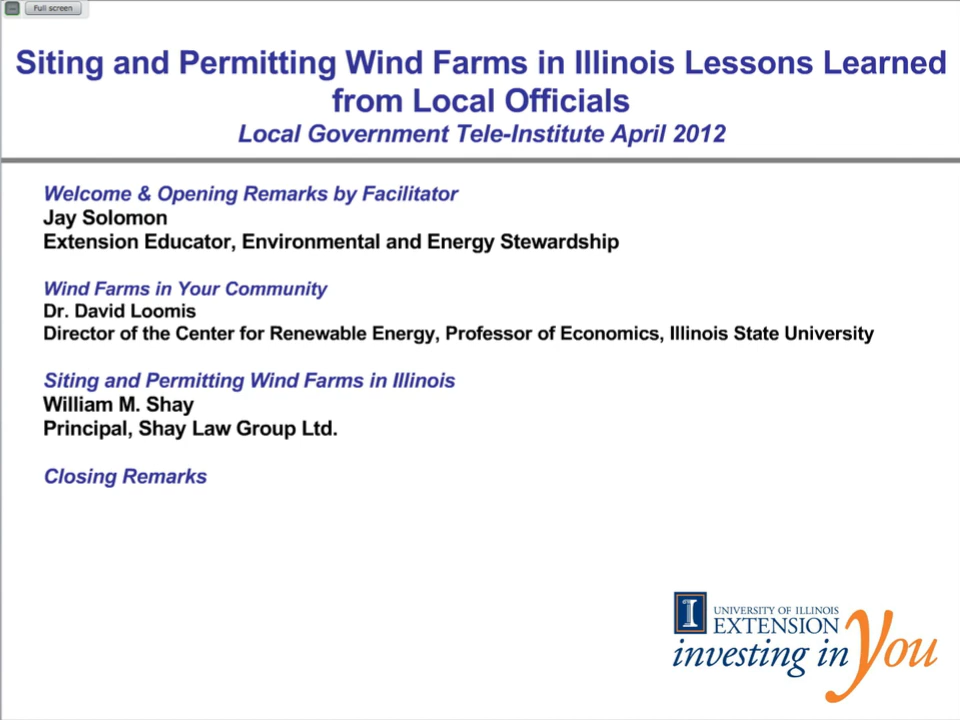 Full screen
Siting and Permitting Wind Farms in Illinois Lessons Learned
from Local Officials
Local Government Tele-Institute April 2012
Welcome & Opening Remarks by Facilitator
Jay Solomon
Extension Educator, Environmental and Energy Stewardship
Wind Farms in Your Community
Dr. David Loomis
Director of the Center for Renewable Energy, Professor of Economics, Illinois State University
Siting and Permitting Wind Farms in Illinois
William M. Shay
Principal, Shay Law Group Ltd.
Closing Remarks
I
UNIVERSITY OF ILLINOIS
EXTENSION
investing in You